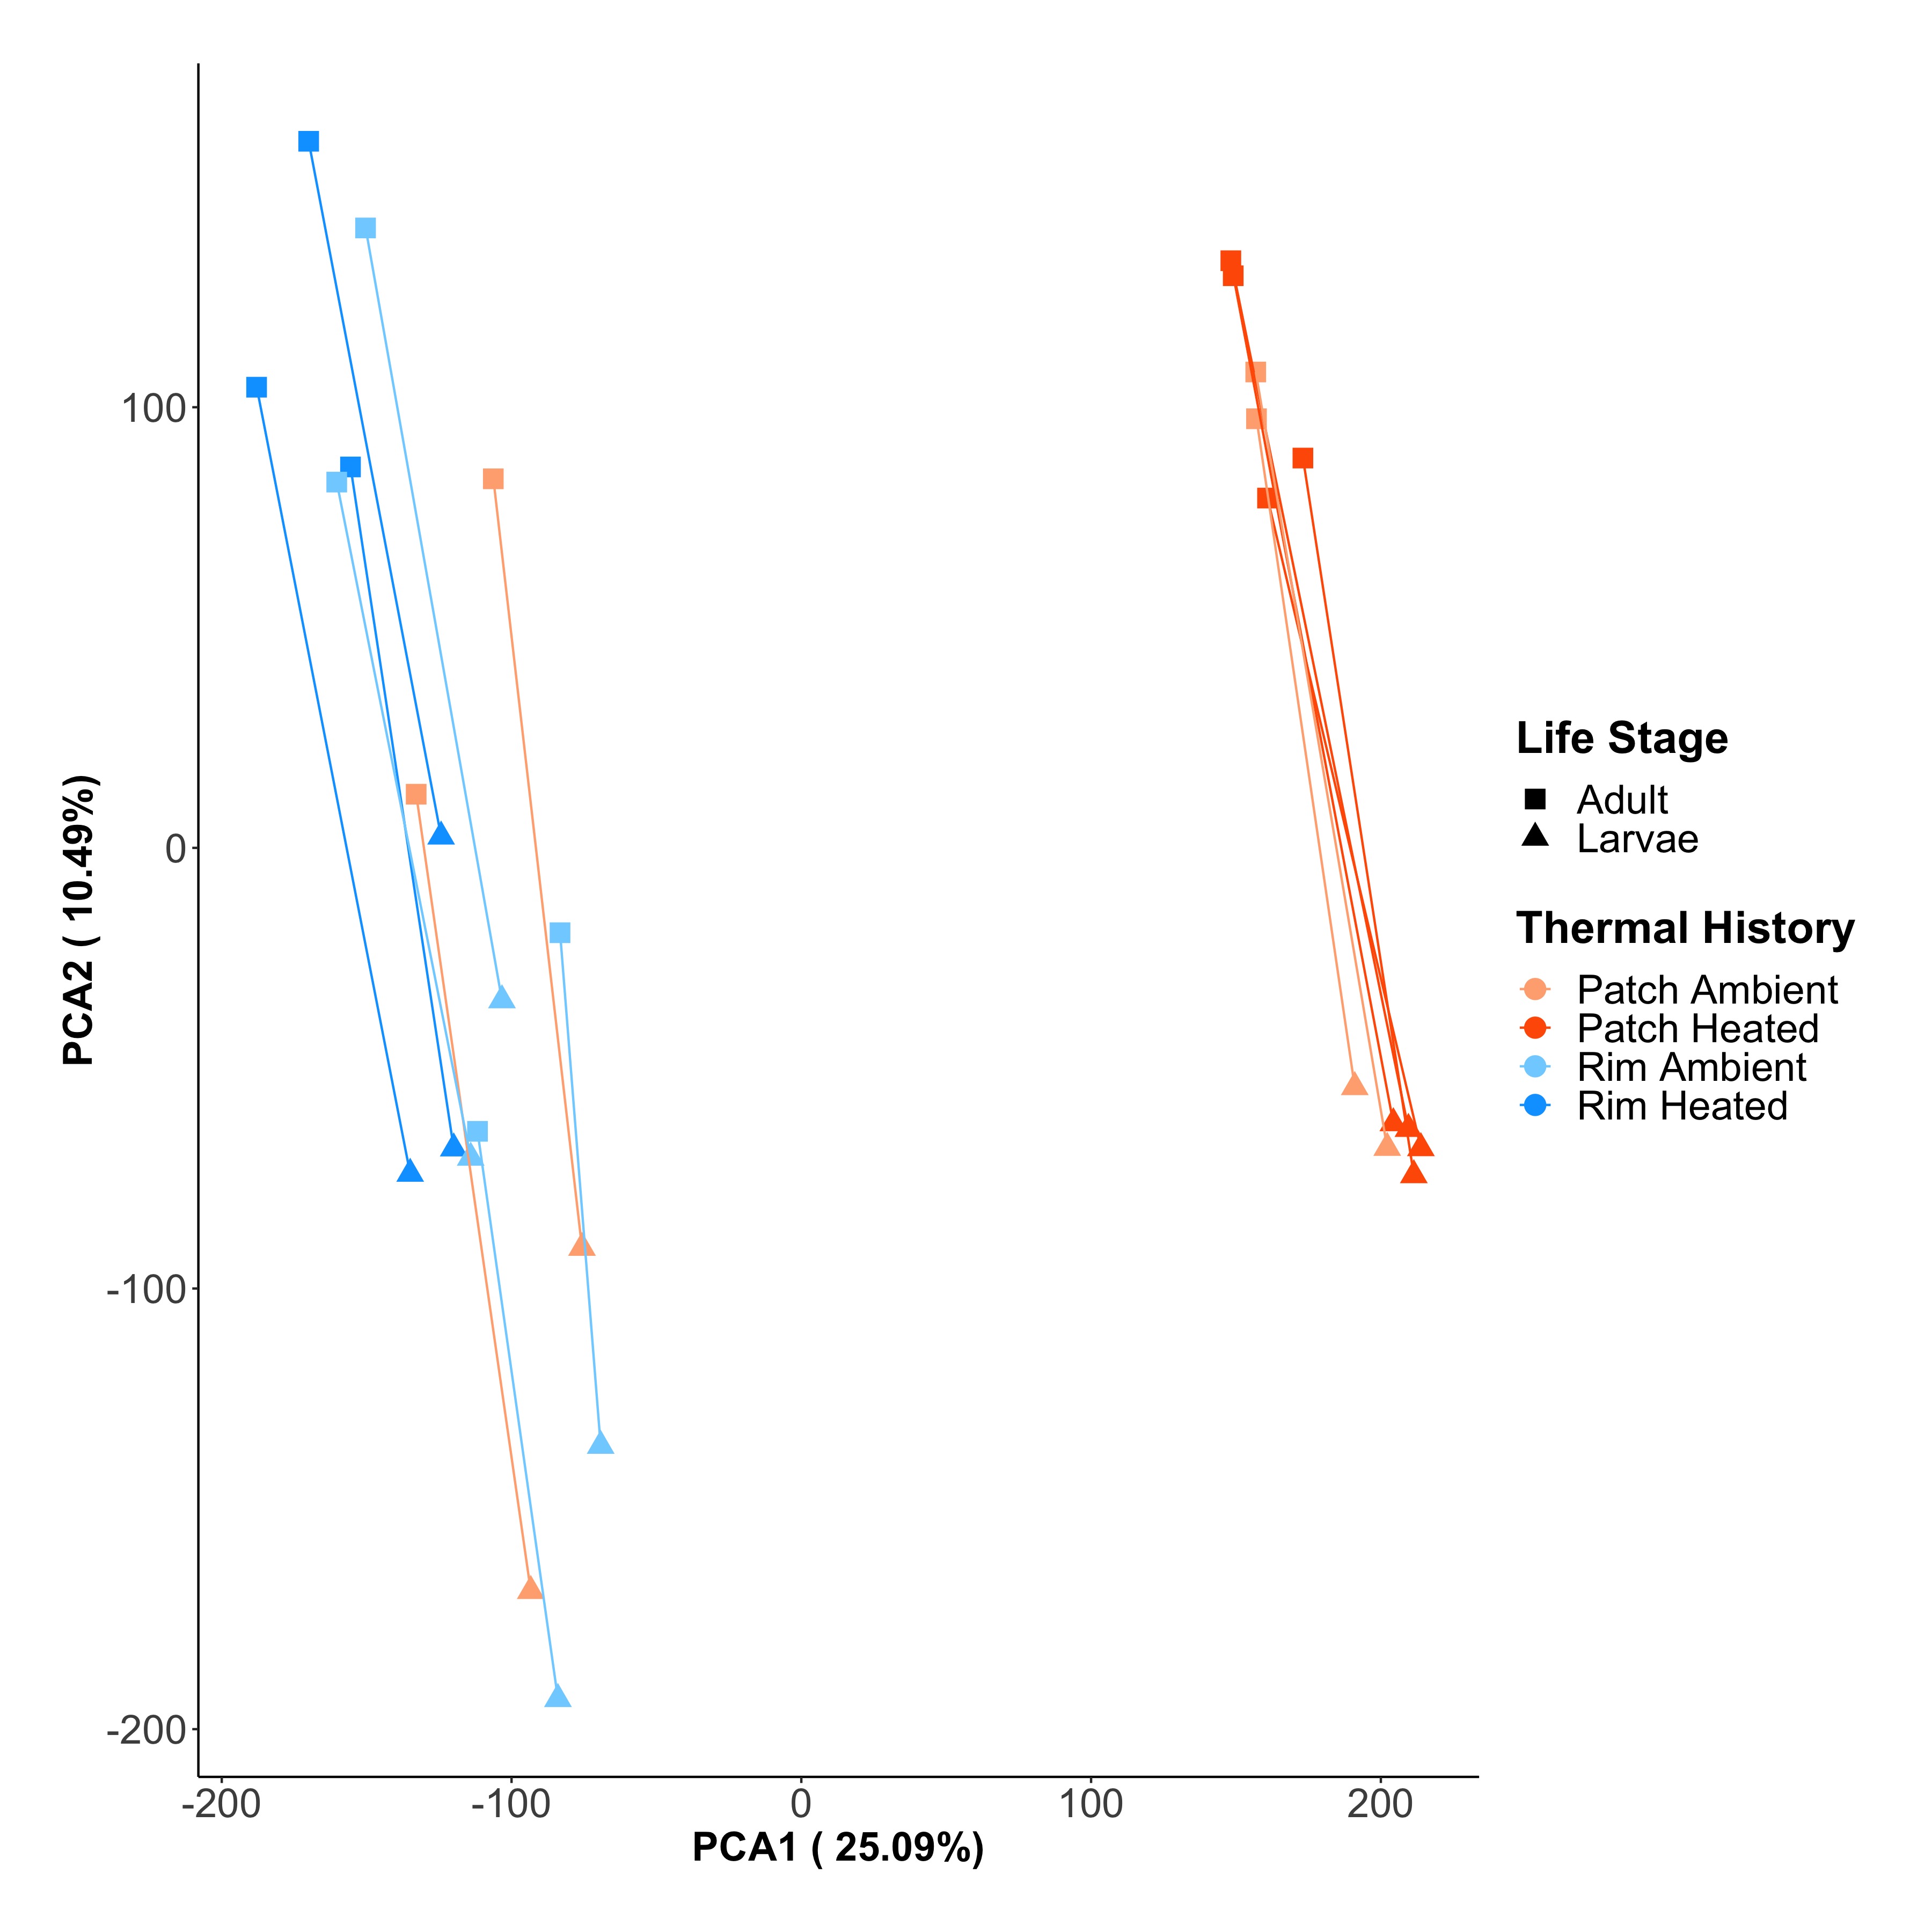 PCA2 ( 10.49%)
100
0
-100
-200
-200 -100 0 100 200
PCA1 ( 25.09%)
Life Stage
Adult
Larvae
Thermal History
Patch Ambient
Patch Heated
Rim Ambient
Rim Heated